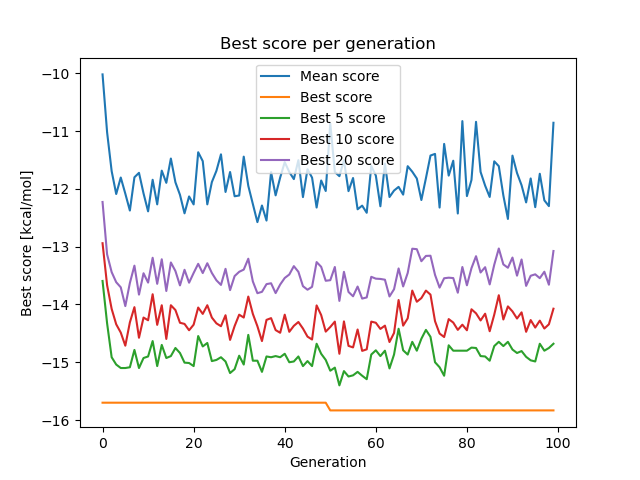 Best score per generation
Mean score
Best score
Best 5 score
Best 10 score
Best 20 score
Best score [kcal/mol]
−10
−11
−12
−13
−14
−15
−16
0 20 40 60 80 100
Generation